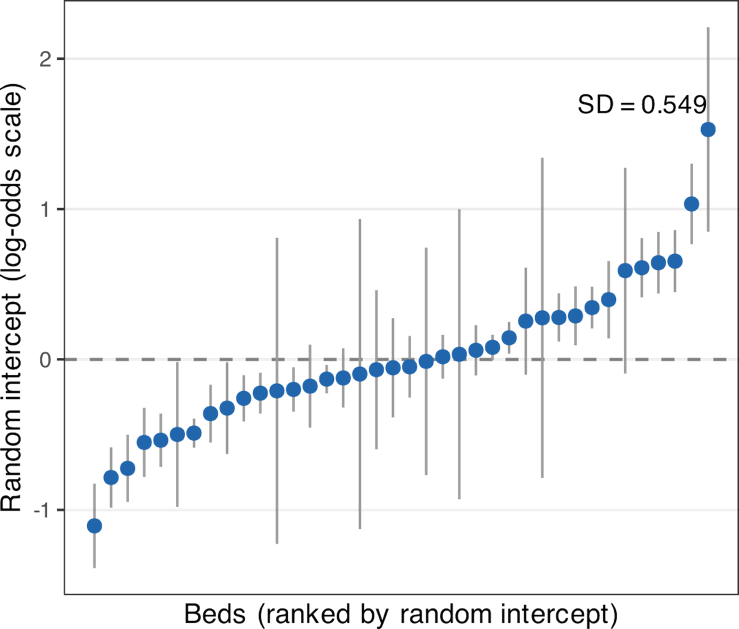 Random intercept (log-odds scale)
2
1
0
-1
SD = 0.549
Beds (ranked by random intercept)